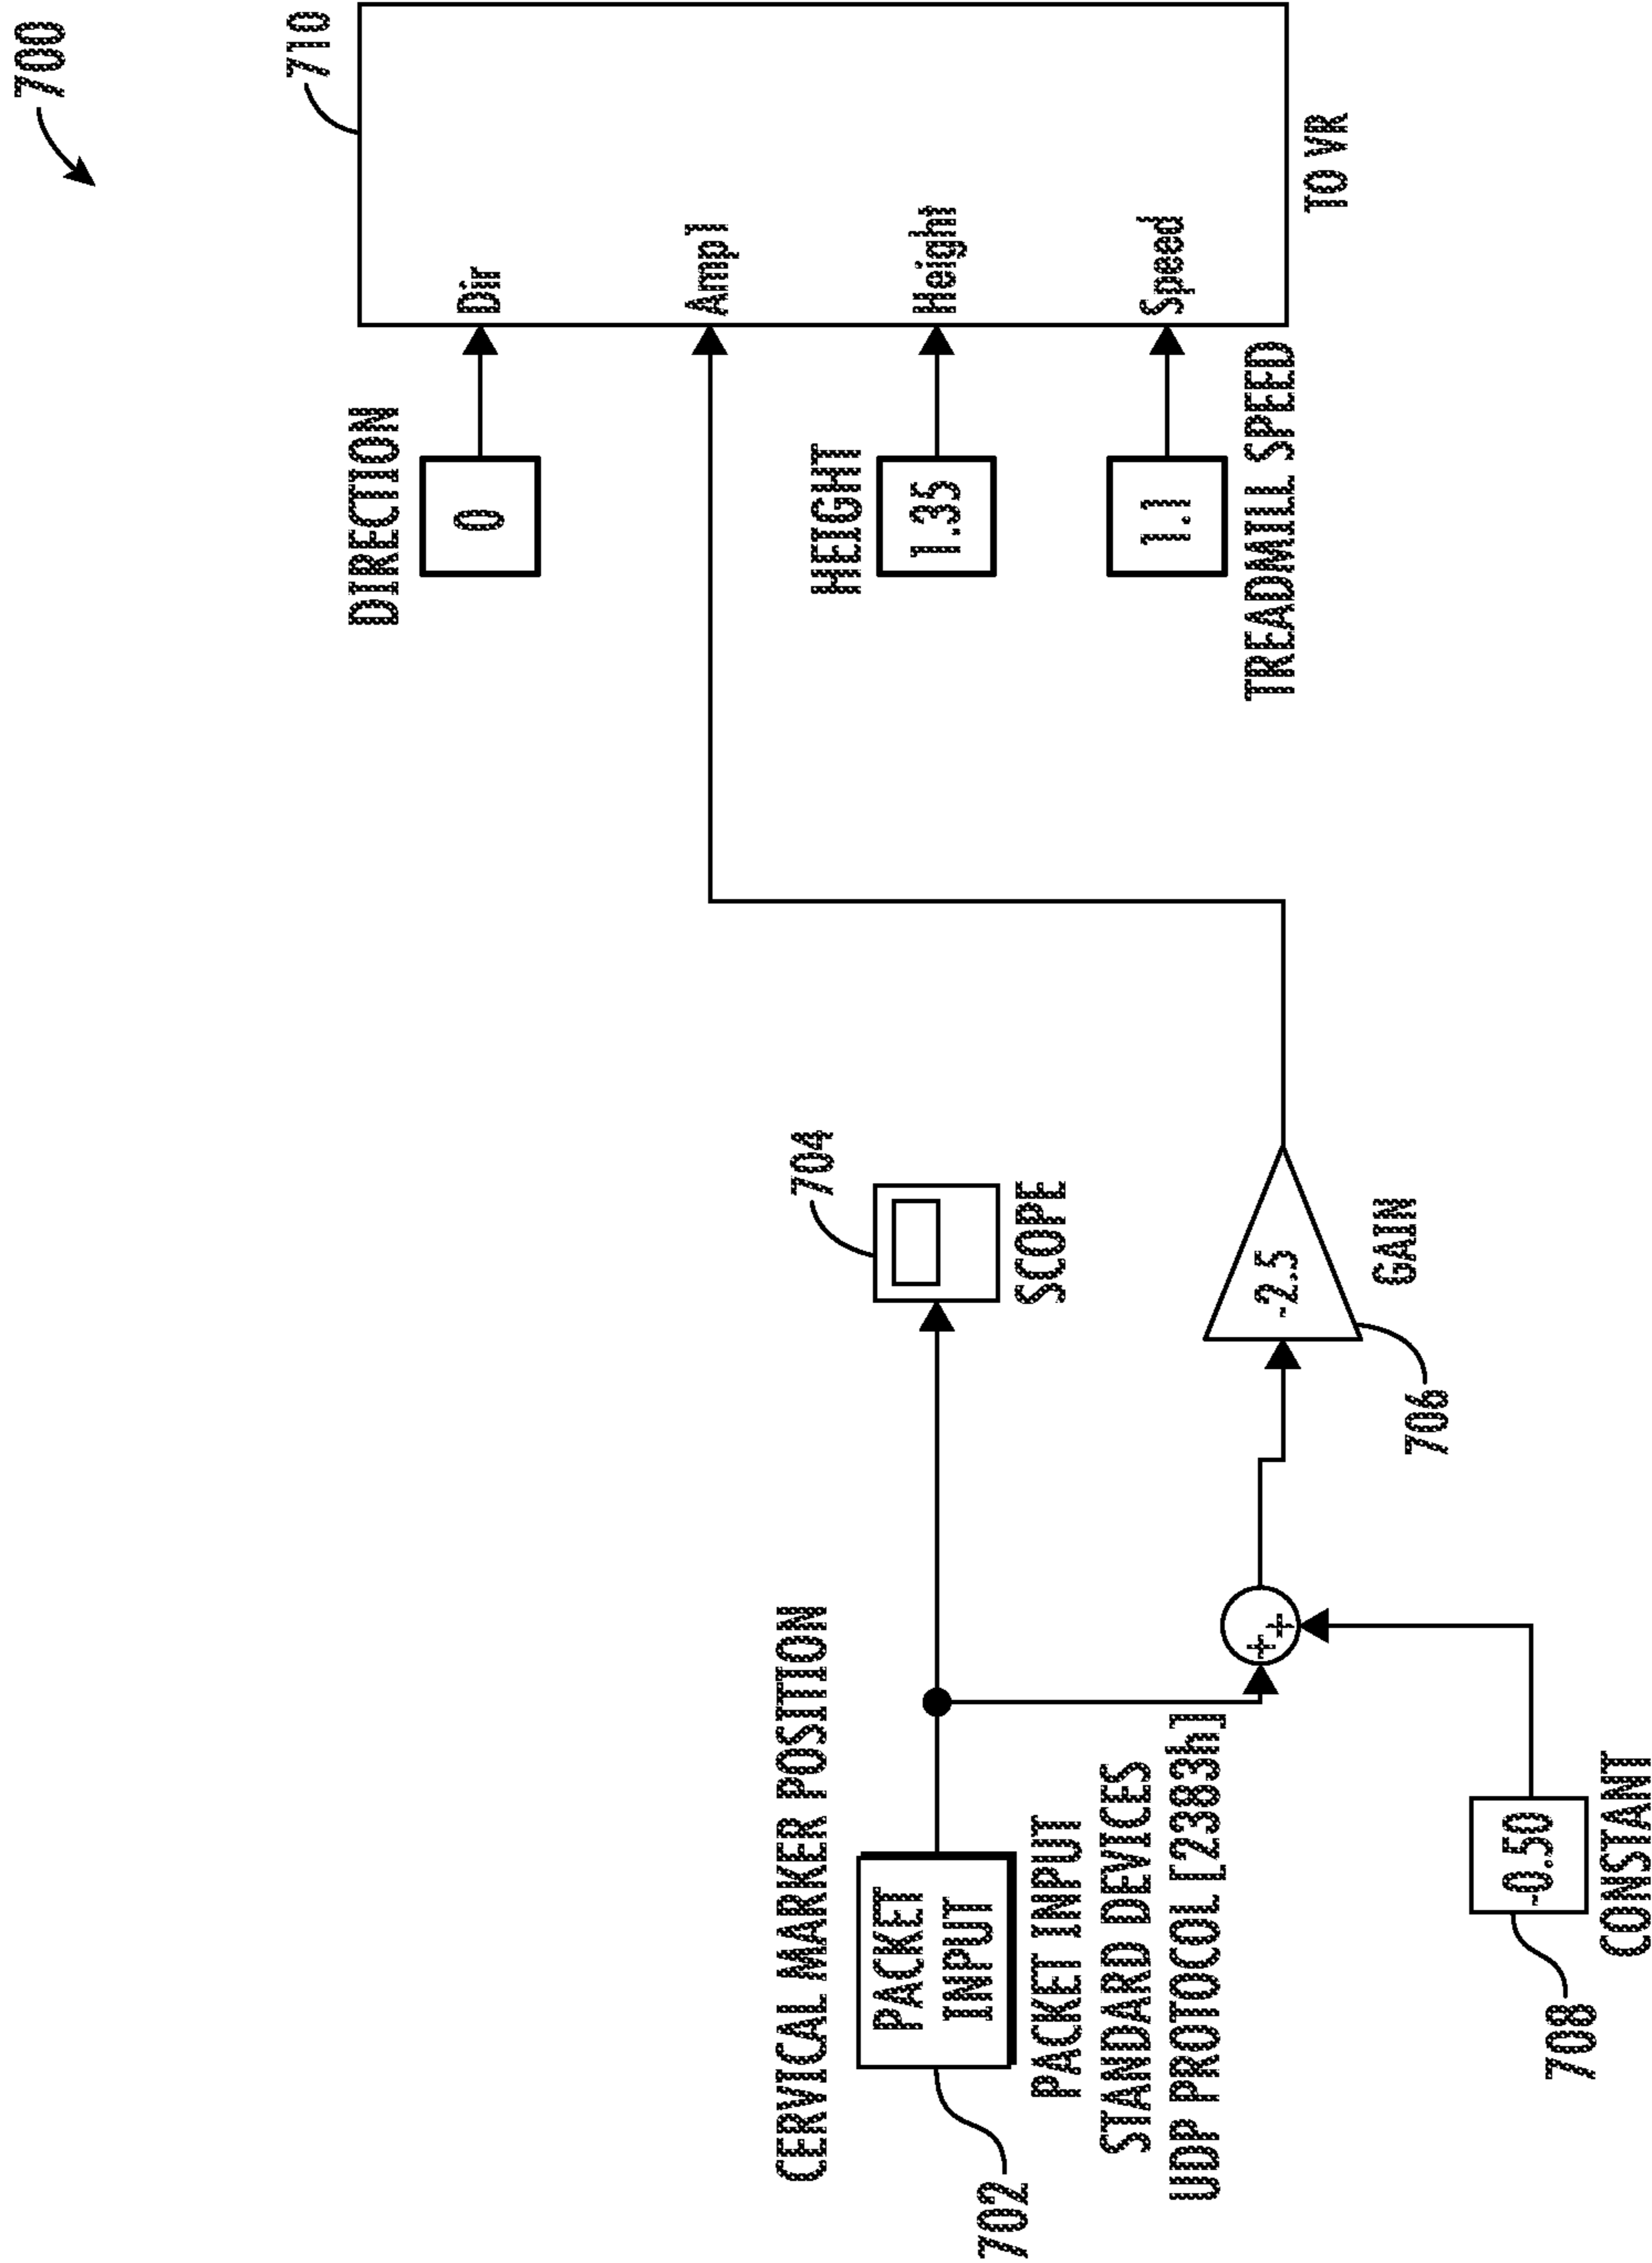 700
CERVICAL MARKER POSITION
702
PACKET
INPUT
PACKET INPUT
STANDARD DEVICES
UDP PROTOCOL [2383h]
704
SCOPE
+
+
-0.50
708
CONSTANT
-2.5
706
GAIN
DIRECTION
0
HEIGHT
1.35
1.1
TREADMILL SPEED
710
Dir
Ampl
Height
Speed
TO VR